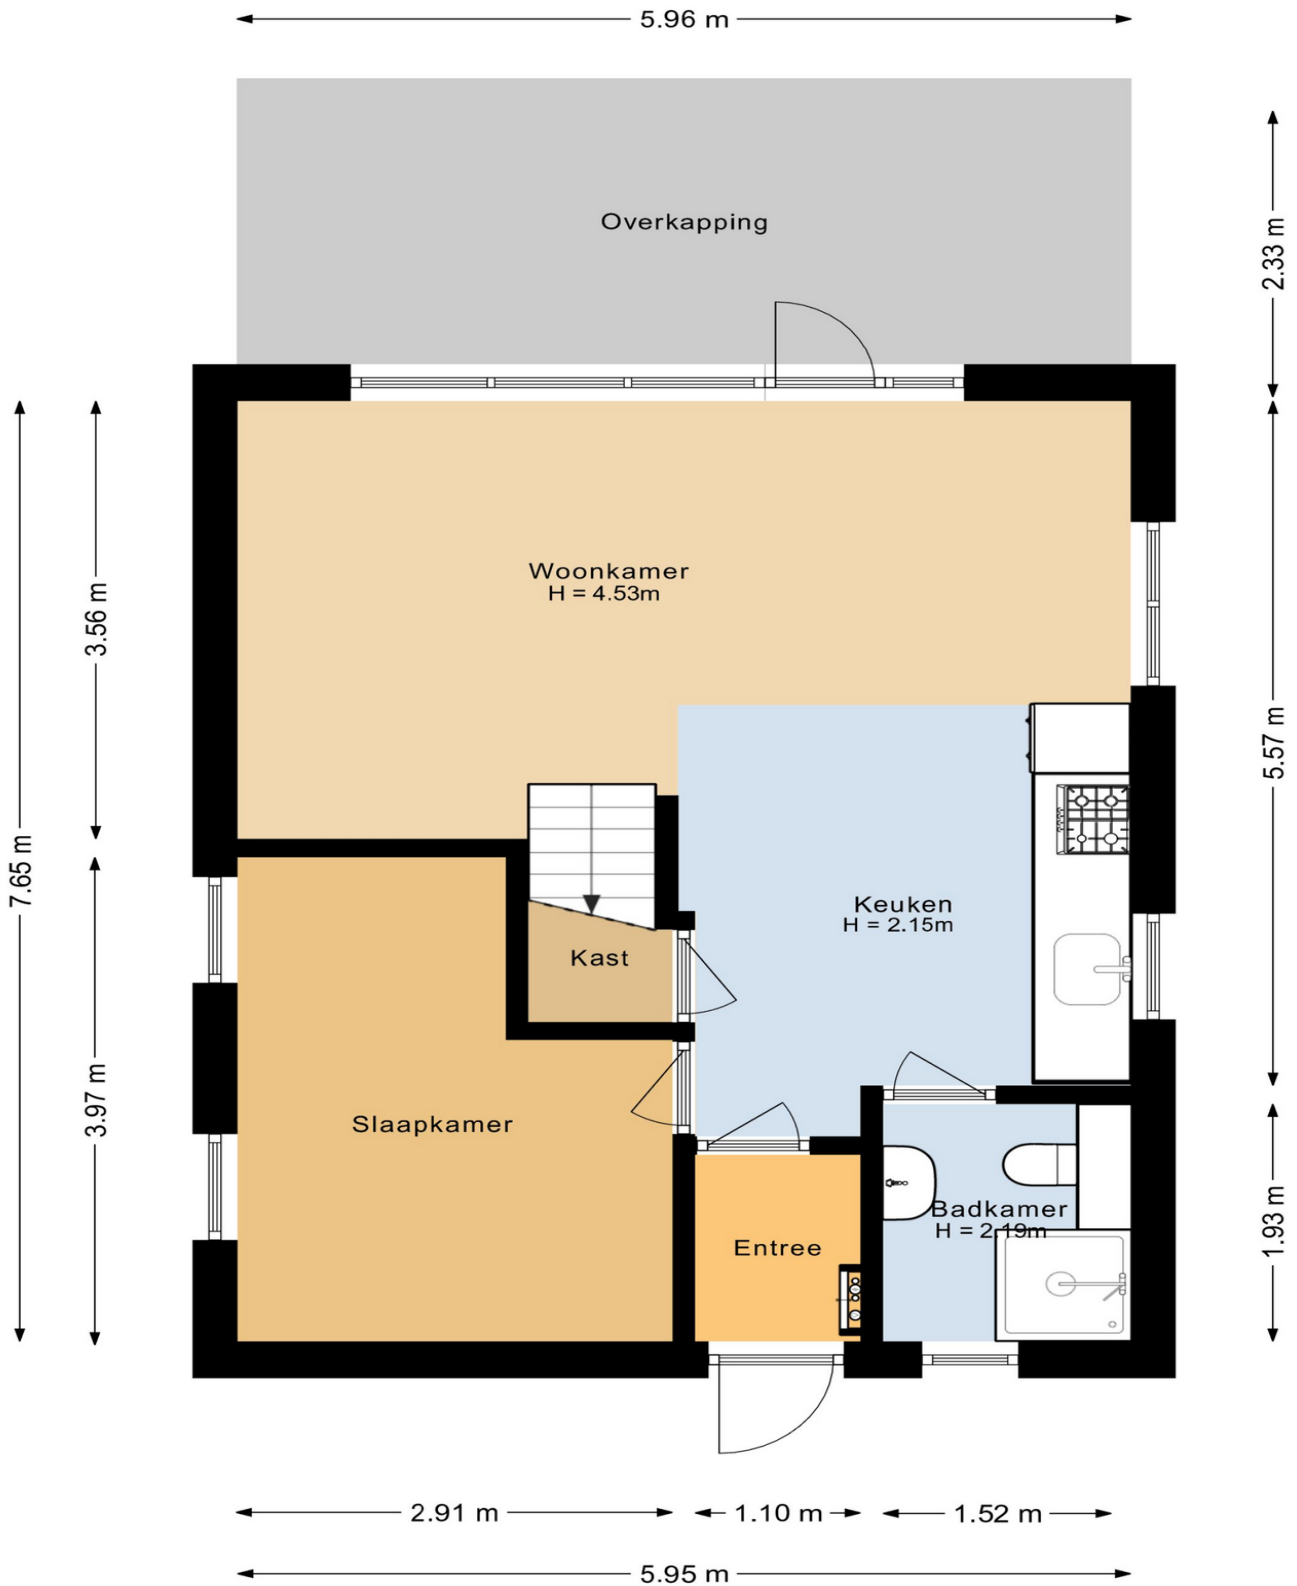 5.96 m
Overkapping
2.33 m
Woonkamer
H = 4.53m
3.56 m
5.57 m
7.65 m
Keuken
H = 2.15m
Kast
3.97 m
Slaapkamer
Badkamer
H = 2.19m
1.93 m
Entree
2.91 m
1.10 m
1.52 m
5.95 m